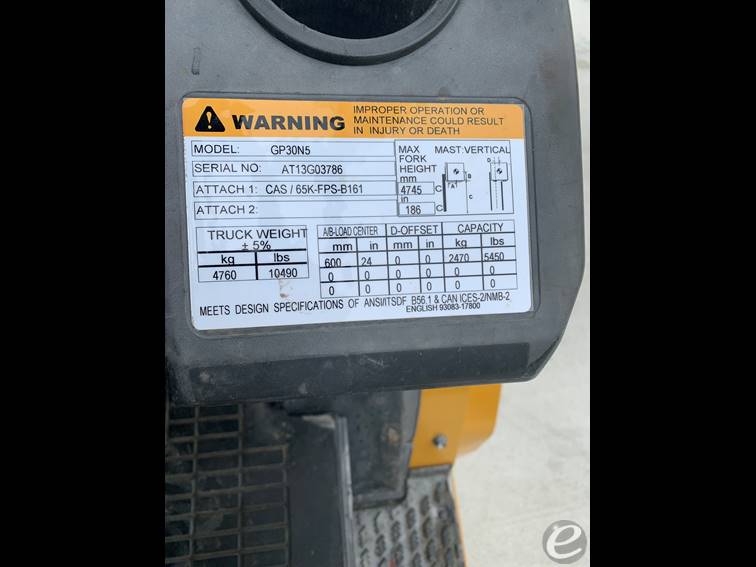 WARNING
IMPROPER OPERATION OR
MAINTENANCE COULD RESULT
IN INJURY OR DEATH
MODEL: GP30N5
SERIAL NO: AT13G03786
ATTACH 1: CAS / 65K-FPS-B161
ATTACH 2:
MAX
FORK
HEIGHT
mm
4745 C
in
186 C
MAST:VERTICAL
D
A B
C
TRUCK WEIGHT
± 5%
kg lbs
4760 10490
A/B-LOAD CENTER D-OFFSET CAPACITY
mm in mm in kg lbs
600 24 0 0 2470 5450
0 0 0 0 0 0
0 0 0 0 0 0
MEETS DESIGN SPECIFICATIONS OF ANSI/ITSDF B56.1 & CAN ICES-2/NMB-2
ENGLISH 93083-17800
e